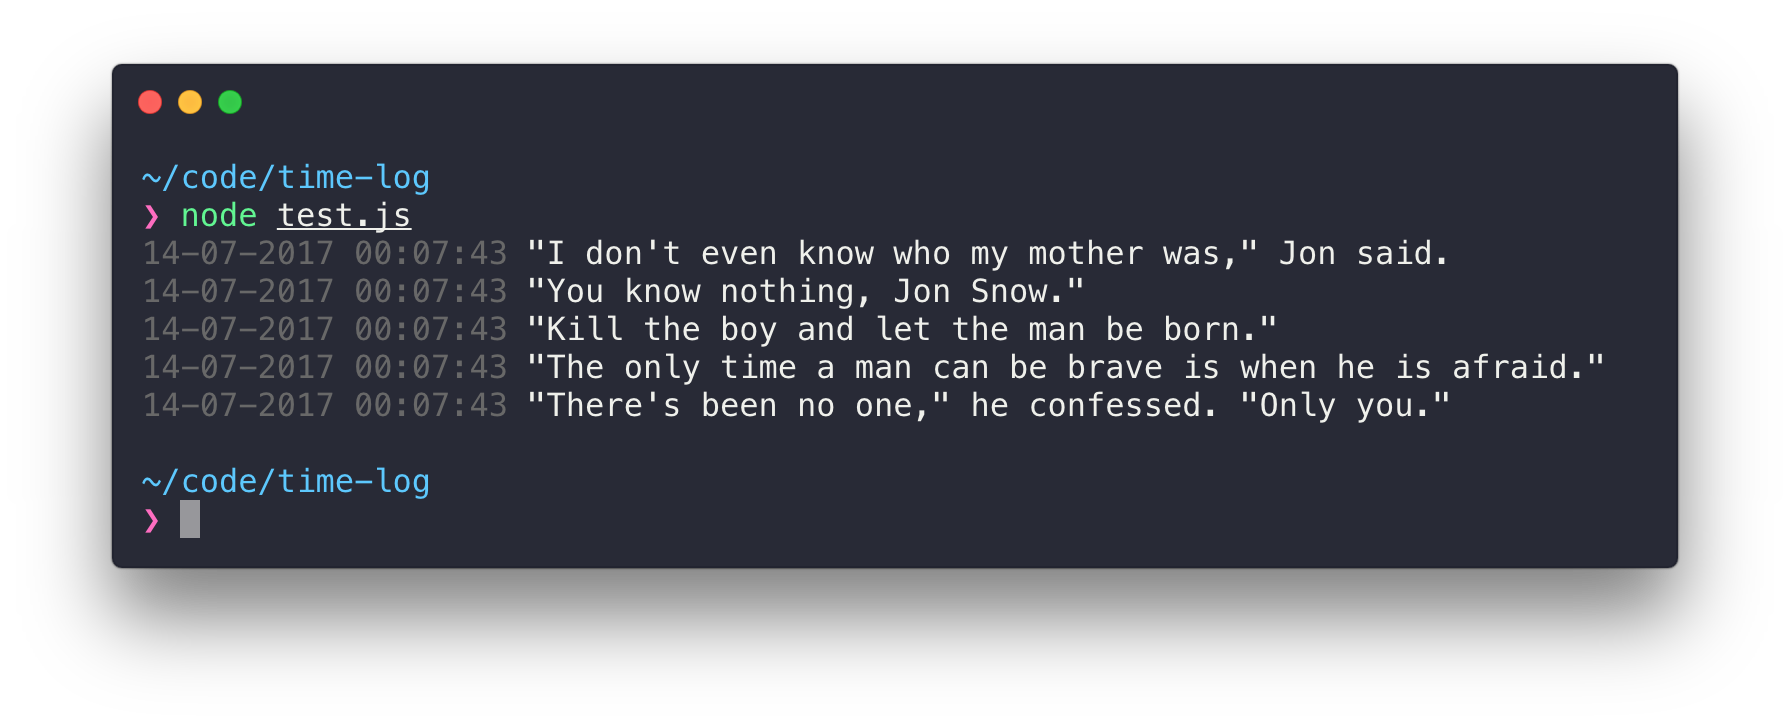 ~/code/time-log
❯ node test.js
14-07-2017 00:07:43 "I don't even know who my mother was," Jon said.
14-07-2017 00:07:43 "You know nothing, Jon Snow."
14-07-2017 00:07:43 "Kill the boy and let the man be born."
14-07-2017 00:07:43 "The only time a man can be brave is when he is afraid."
14-07-2017 00:07:43 "There's been no one," he confessed. "Only you."
~/code/time-log
❯